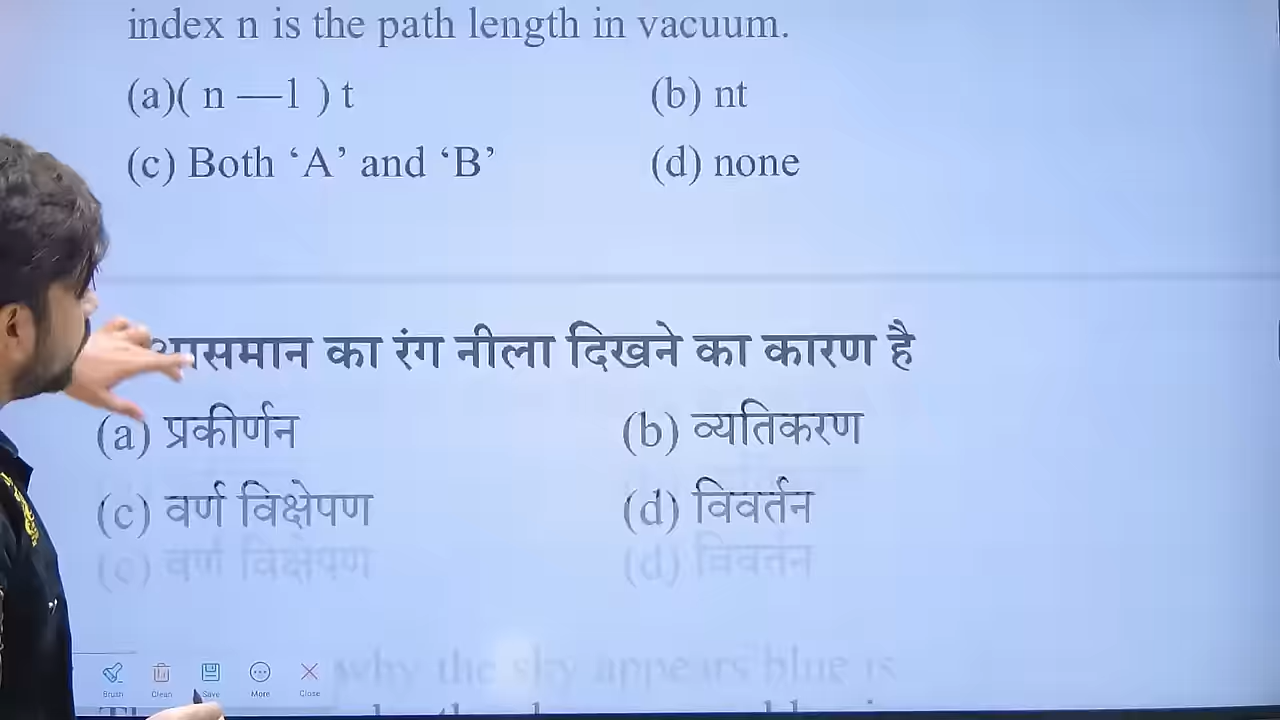 index n is the path length in vacuum.
(a)( n —1 ) t (b) nt
(c) Both ‘A’ and ‘B’ (d) none
आसमान का रंग नीला दिखने का कारण है
(a) प्रकीर्णन (b) व्यतिकरण
(c) वर्ण विक्षेपण (d) विवर्तन
(c) वर्ण विक्षेपण (d) विवर्तन
why the sky appears blue is
Brush Clean Save More Close